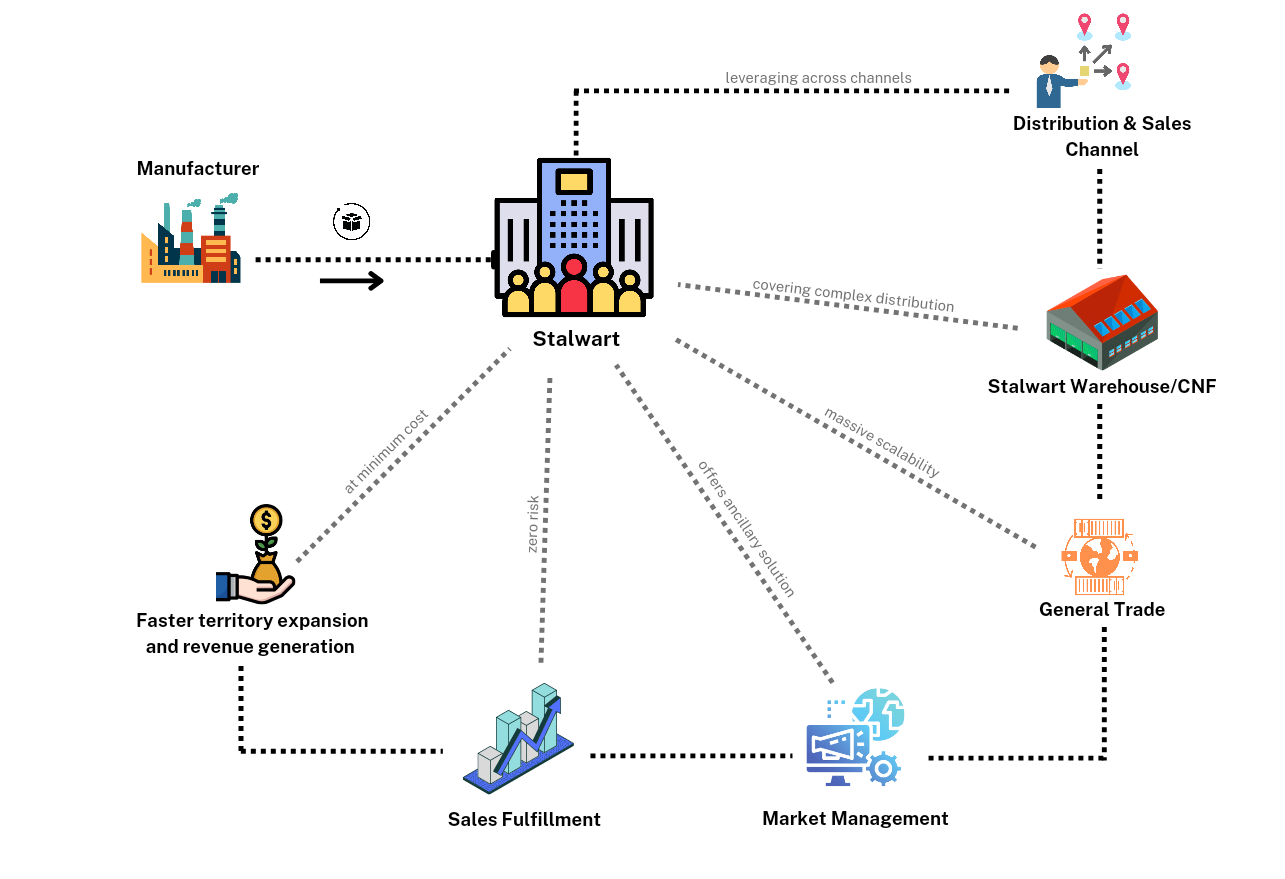 leveraging across channels
Distribution & Sales
Channel
Manufacturer
covering complex distribution
Stalwart
Stalwart Warehouse/CNF
at minimum cost
zero risk
offers ancillary solution
massive scalability
$
Faster territory expansion
and revenue generation
General Trade
Sales Fulfillment
Market Management